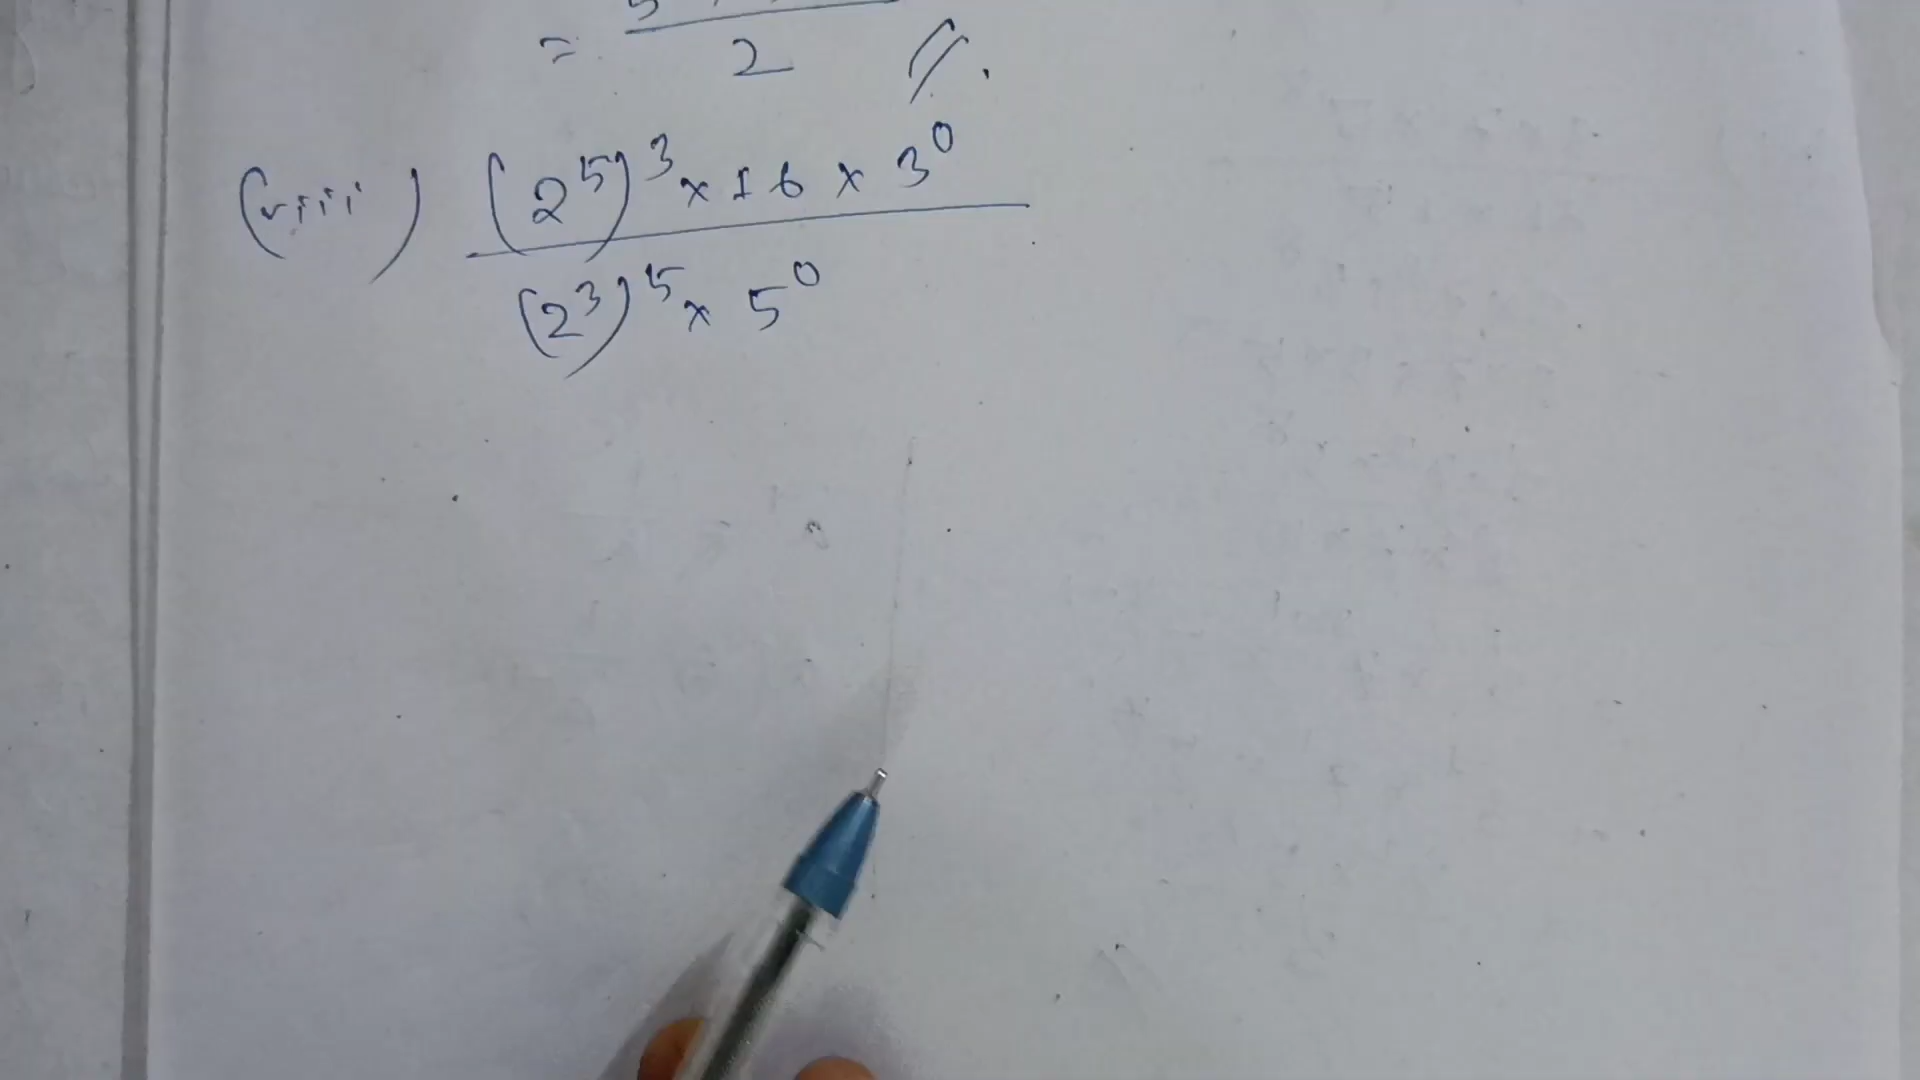 = 2
(viii) (2^5)^3 × 16 × 3^0
(2^3)^5 × 5^0